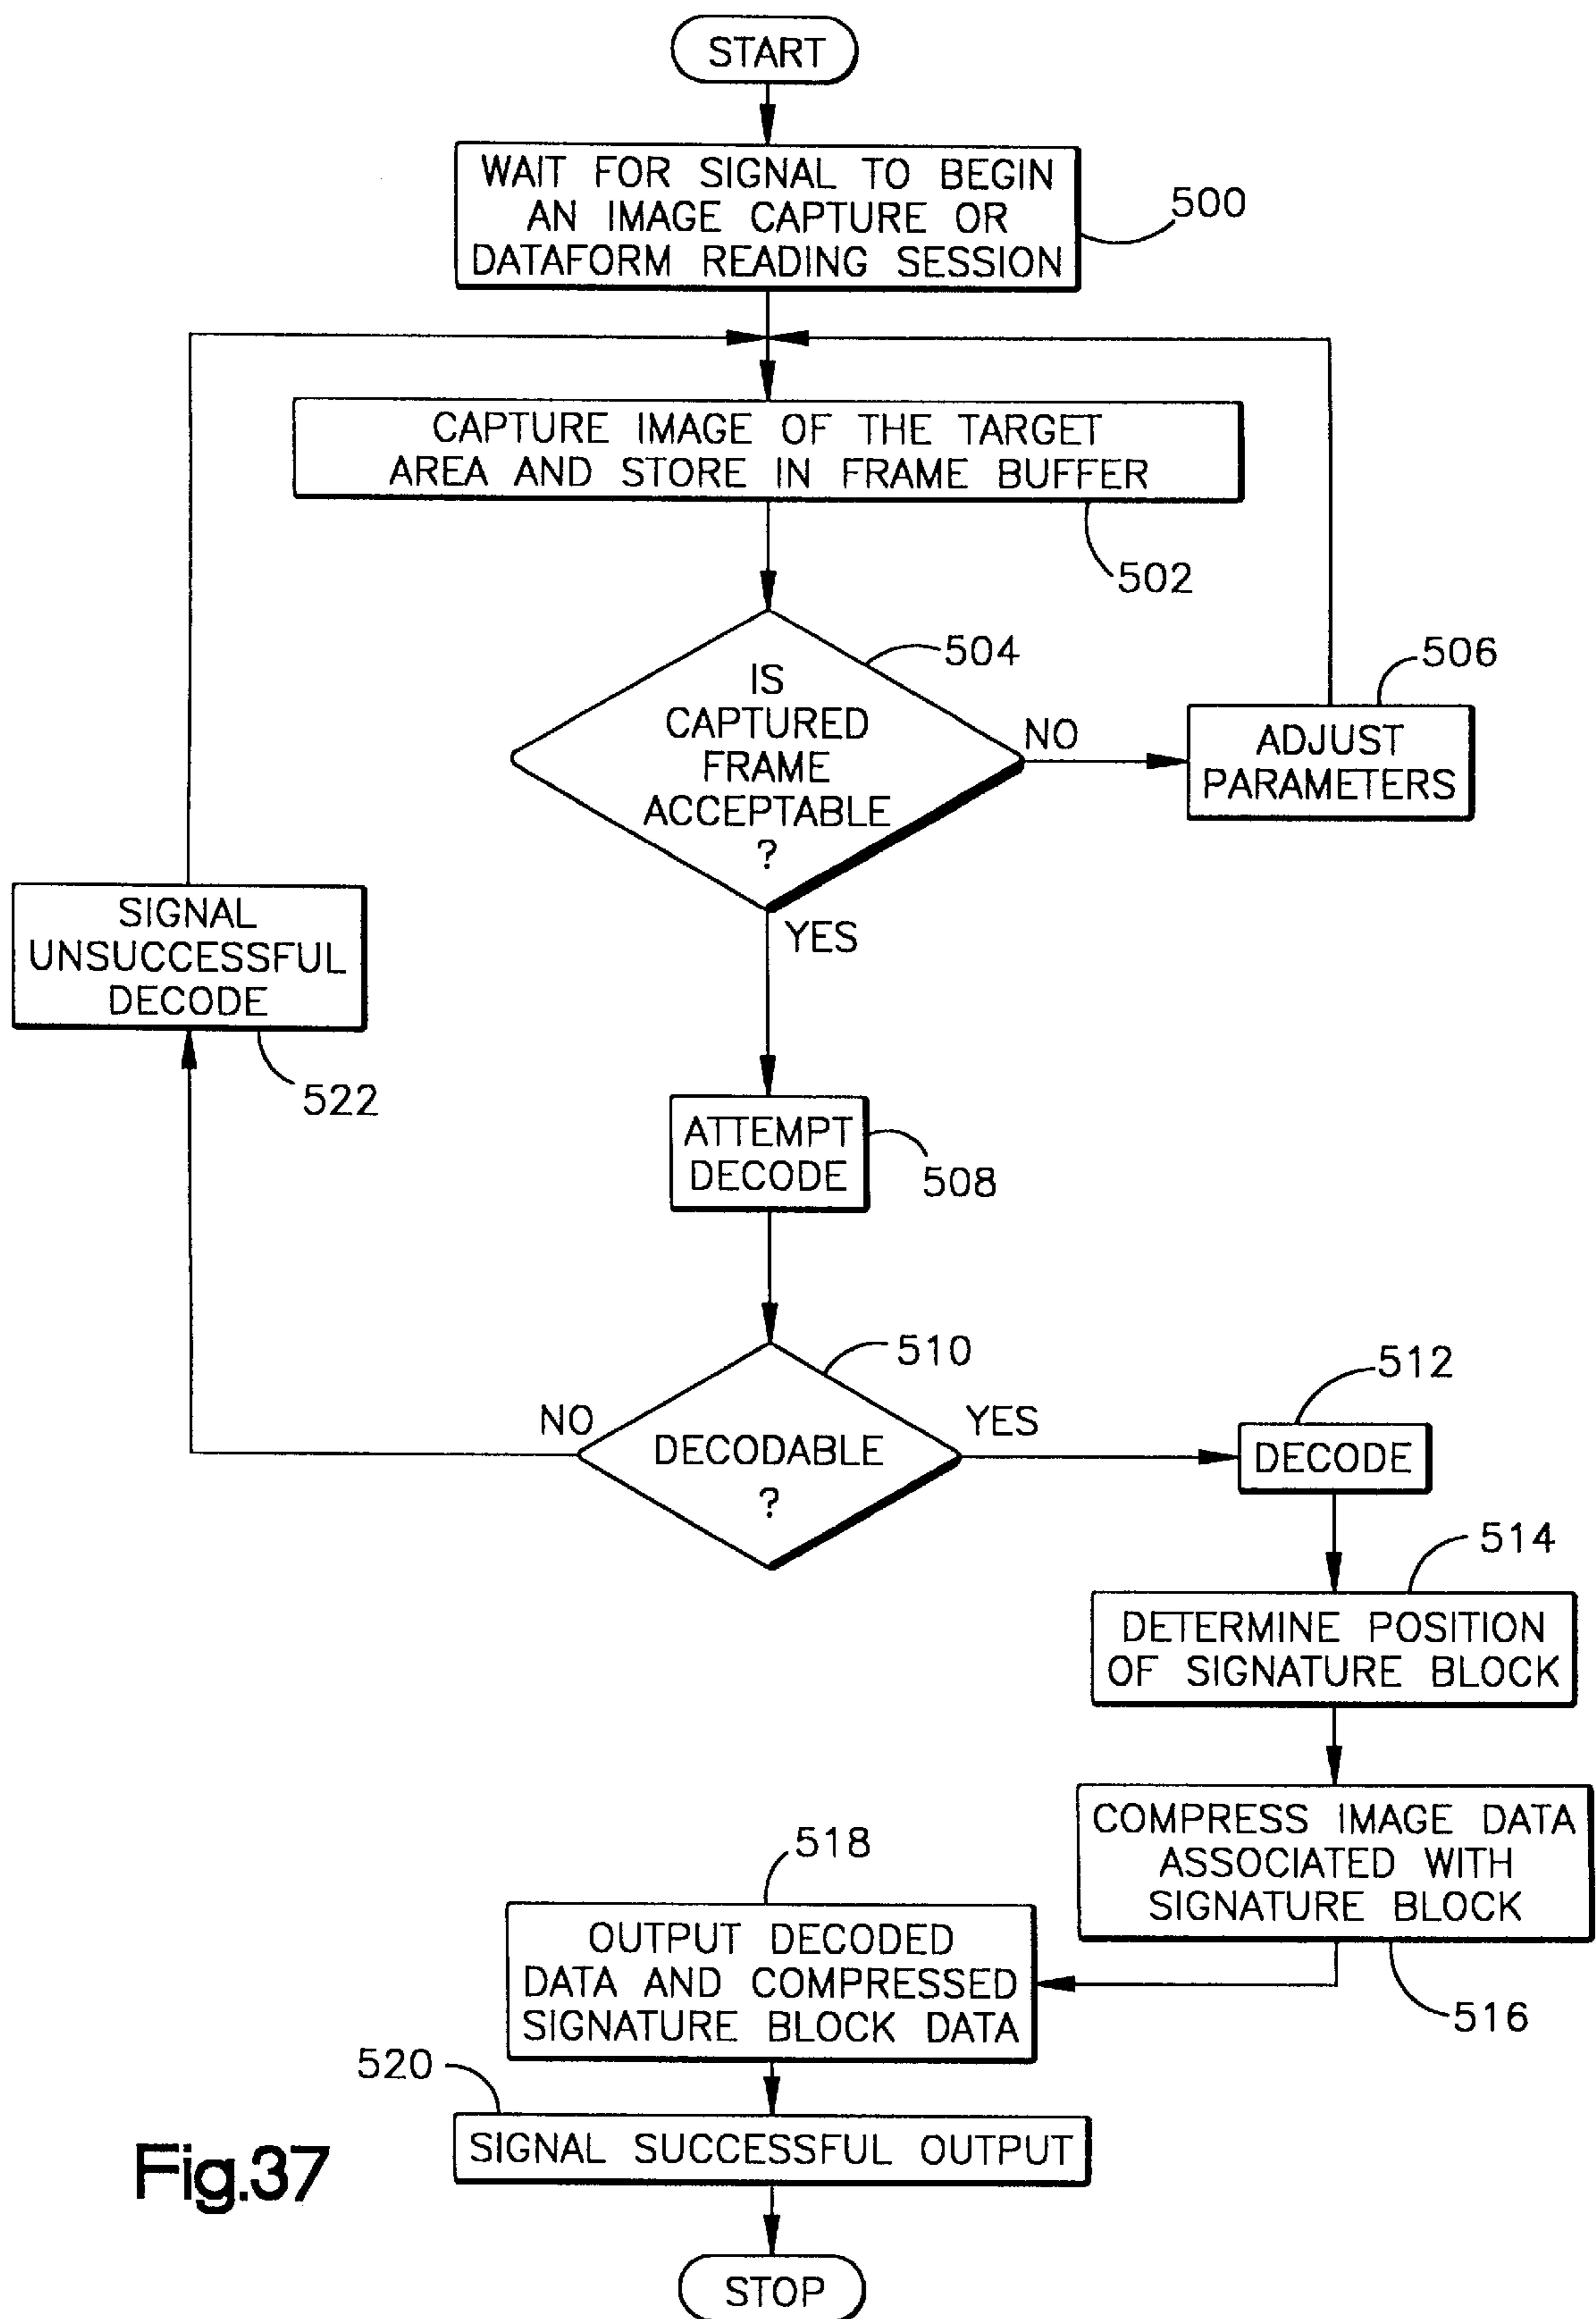 START
WAIT FOR SIGNAL TO BEGIN
AN IMAGE CAPTURE OR
DATAFORM READING SESSION
500
CAPTURE IMAGE OF THE TARGET
AREA AND STORE IN FRAME BUFFER
502
504
IS
CAPTURED
FRAME
ACCEPTABLE
?
NO
506
ADJUST
PARAMETERS
YES
SIGNAL
UNSUCCESSFUL
DECODE
522
ATTEMPT
DECODE
508
510
DECODABLE
?
NO
YES
512
DECODE
514
DETERMINE POSITION
OF SIGNATURE BLOCK
COMPRESS IMAGE DATA
ASSOCIATED WITH
SIGNATURE BLOCK
516
518
OUTPUT DECODED
DATA AND COMPRESSED
SIGNATURE BLOCK DATA
520
SIGNAL SUCCESSFUL OUTPUT
STOP
Fig.37